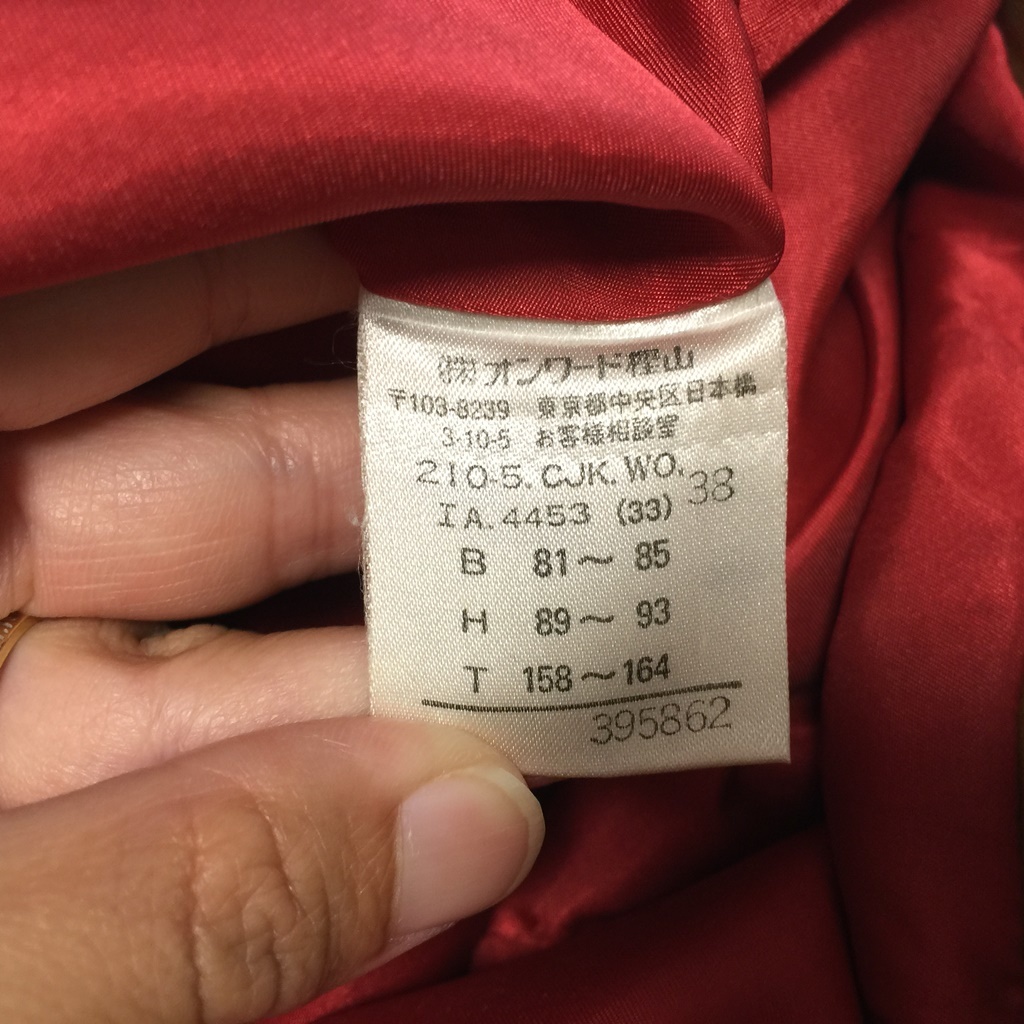 ㈱オンワード樫山
〒103-8239 東京都中央区日本橋
3-10-5 お客様相談室
210-5.CJK.WO.
38
IA.4453 (33)
B 81〜85
H 89〜93
T 158〜164
395862